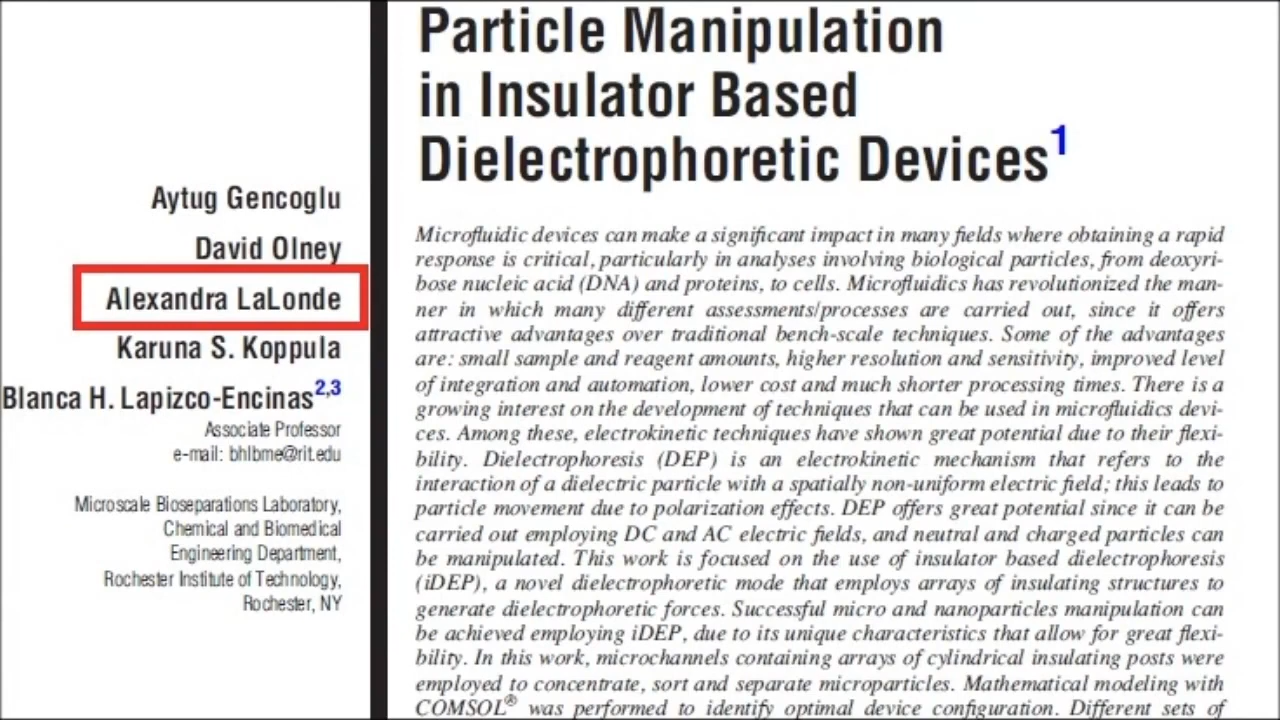 Particle Manipulation
in Insulator Based
Dielectrophoretic Devices1
Aytug Gencoglu
David Olney
Alexandra LaLonde
Karuna S. Koppula
Blanca H. Lapizco-Encinas2,3
Associate Professor
e-mail: bhlbme@rit.edu
Microscale Bioseparations Laboratory,
Chemical and Biomedical
Engineering Department,
Rochester Institute of Technology,
Rochester, NY
Microfluidic devices can make a significant impact in many fields where obtaining a rapid
response is critical, particularly in analyses involving biological particles, from deoxyri-
bose nucleic acid (DNA) and proteins, to cells. Microfluidics has revolutionized the man-
ner in which many different assessments/processes are carried out, since it offers
attractive advantages over traditional bench-scale techniques. Some of the advantages
are: small sample and reagent amounts, higher resolution and sensitivity, improved level
of integration and automation, lower cost and much shorter processing times. There is a
growing interest on the development of techniques that can be used in microfluidics devi-
ces. Among these, electrokinetic techniques have shown great potential due to their flexi-
bility. Dielectrophoresis (DEP) is an electrokinetic mechanism that refers to the
interaction of a dielectric particle with a spatially non-uniform electric field; this leads to
particle movement due to polarization effects. DEP offers great potential since it can be
carried out employing DC and AC electric fields, and neutral and charged particles can
be manipulated. This work is focused on the use of insulator based dielectrophoresis
(iDEP), a novel dielectrophoretic mode that employs arrays of insulating structures to
generate dielectrophoretic forces. Successful micro and nanoparticles manipulation can
be achieved employing iDEP, due to its unique characteristics that allow for great flexi-
bility. In this work, microchannels containing arrays of cylindrical insulating posts were
employed to concentrate, sort and separate microparticles. Mathematical modeling with
COMSOL® was performed to identify optimal device configuration. Different sets of